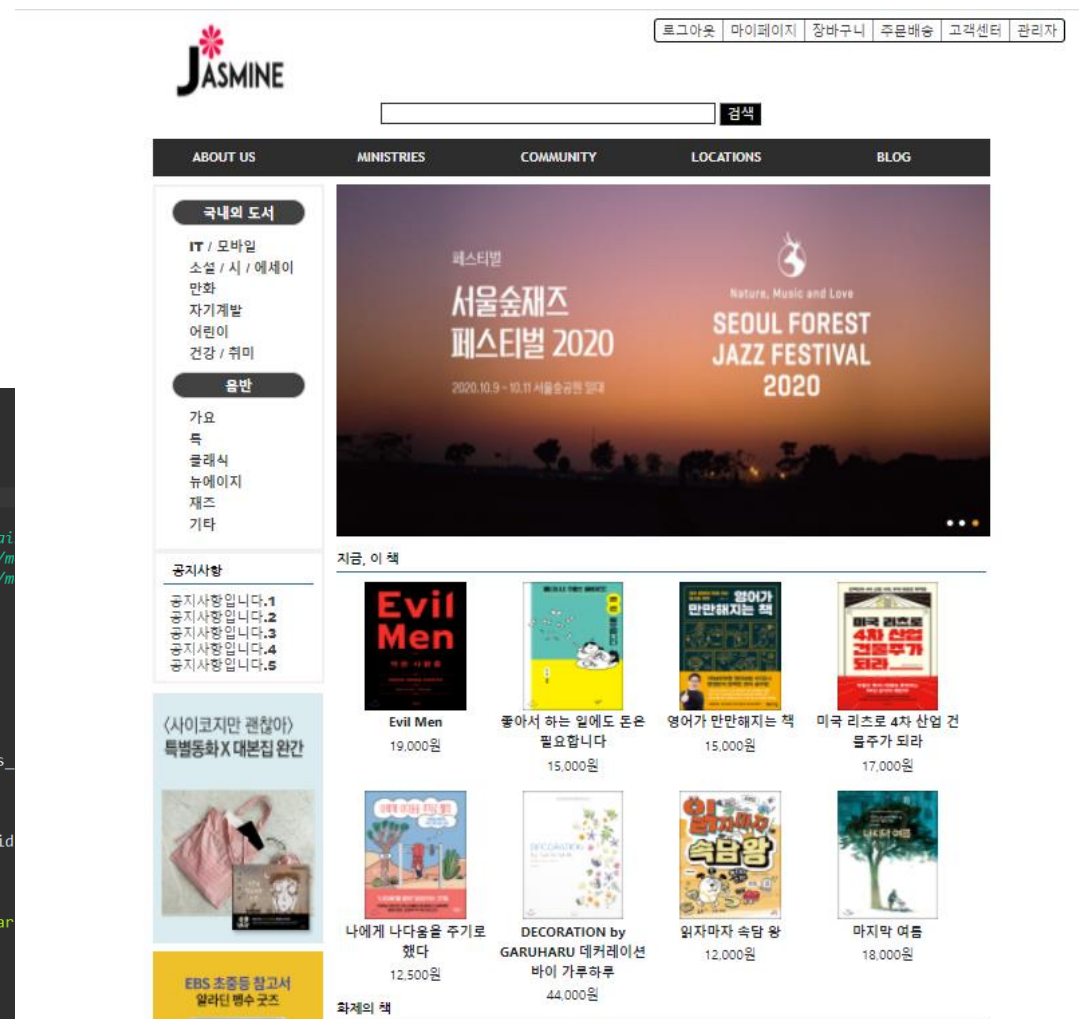 JASMINE
로그아웃 마이페이지 장바구니 주문배송 고객센터 관리자
검색
ABOUT US MINISTRIES COMMUNITY LOCATIONS BLOG
국내외 도서
IT / 모바일
소설 / 시 / 에세이
만화
자기계발
어린이
건강 / 취미
음반
가요
록
클래식
뉴에이지
재즈
기타
공지사항
공지사항입니다.1
공지사항입니다.2
공지사항입니다.3
공지사항입니다.4
공지사항입니다.5
〈사이코지만 괜찮아〉
특별동화 X 대본집 완간
EBS 초중등 참고서
알라딘 펭수 굿즈
페스티벌
서울숲재즈
페스티벌 2020
2020.10.9 ~ 10.11 서울숲공원 일대
Nature, Music and Love
SEOUL FOREST
JAZZ FESTIVAL
2020
지금, 이 책
Evil
Men
영어가
만만해지는 책
미국 리츠로
4차 산업
건물주가
되라
Evil Men
19,000원
좋아서 하는 일에도 돈은
필요합니다
15,000원
영어가 만만해지는 책
15,000원
미국 리츠로 4차 산업 건
물주가 되라
17,000원
DECORATION
읽자마자
속담 왕
나에게 나다움을 주기로
했다
12,500원
DECORATION by
GARUHARU 데커레이션
바이 가루하루
44,000원
읽자마자 속담 왕
12,000원
마지막 여름
18,000원
화제의 책
ai
/m
/m
s_
id
ar